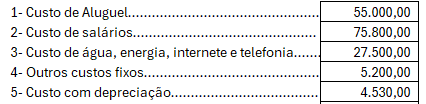 1- Custo de Aluguel................................................ 55.000,00
2- Custo de salários............................................... 75.800,00
3- Custo de água, energia, internete e telefonia....... 27.500,00
4- Outros custos fixos............................................ 5.200,00
5- Custo com depreciação..................................... 4.530,00